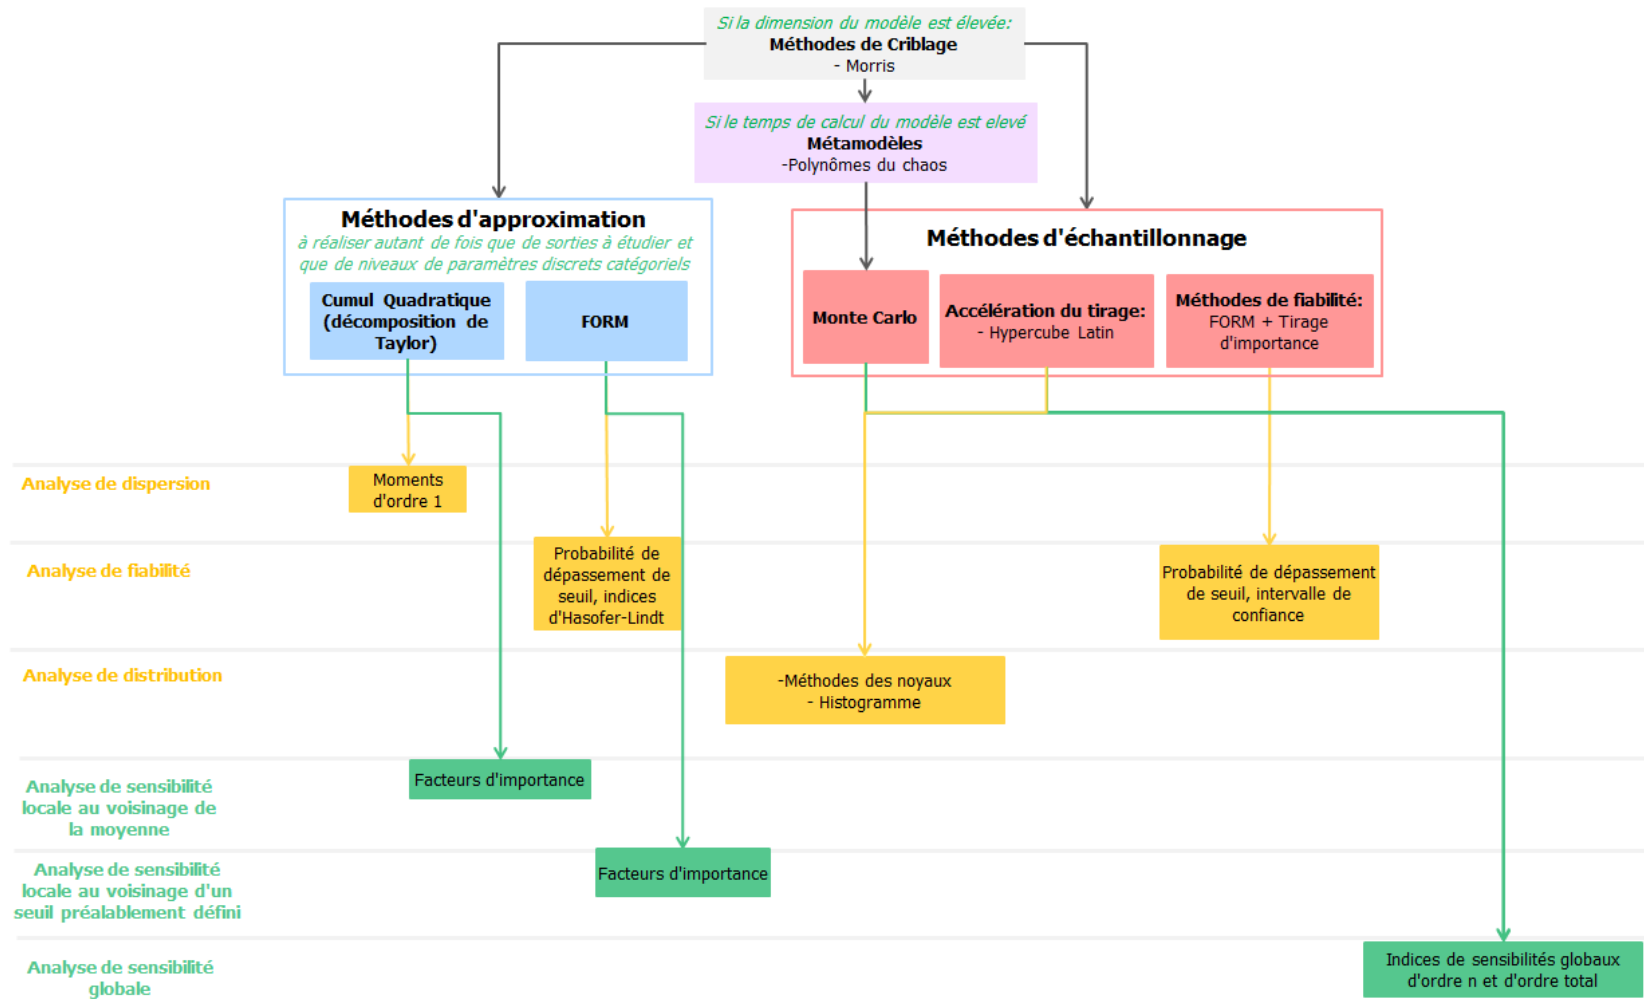 Si la dimension du modèle est élevée:
Méthodes de Criblage
- Morris
Si le temps de calcul du modèle est elevé
Métamodèles
-Polynômes du chaos
Méthodes d'approximation
à réaliser autant de fois que de sorties à étudier et
que de niveaux de paramètres discrets catégoriels
Cumul Quadratique
(décomposition de
Taylor)
FORM
Méthodes d'échantillonnage
Monte Carlo
Accélération du tirage:
- Hypercube Latin
Méthodes de fiabilité:
FORM + Tirage
d'importance
Analyse de dispersion
Moments
d'ordre 1
Analyse de fiabilité
Probabilité de
dépassement de
seuil, indices
d'Hasofer-Lindt
Probabilité de dépassement
de seuil, intervalle de
confiance
Analyse de distribution
-Méthodes des noyaux
- Histogramme
Analyse de sensibilité
locale au voisinage de
la moyenne
Facteurs d'importance
Analyse de sensibilité
locale au voisinage d'un
seuil préalablement défini
Facteurs d'importance
Analyse de sensibilité
globale
Indices de sensibilités globaux
d'ordre n et d'ordre total